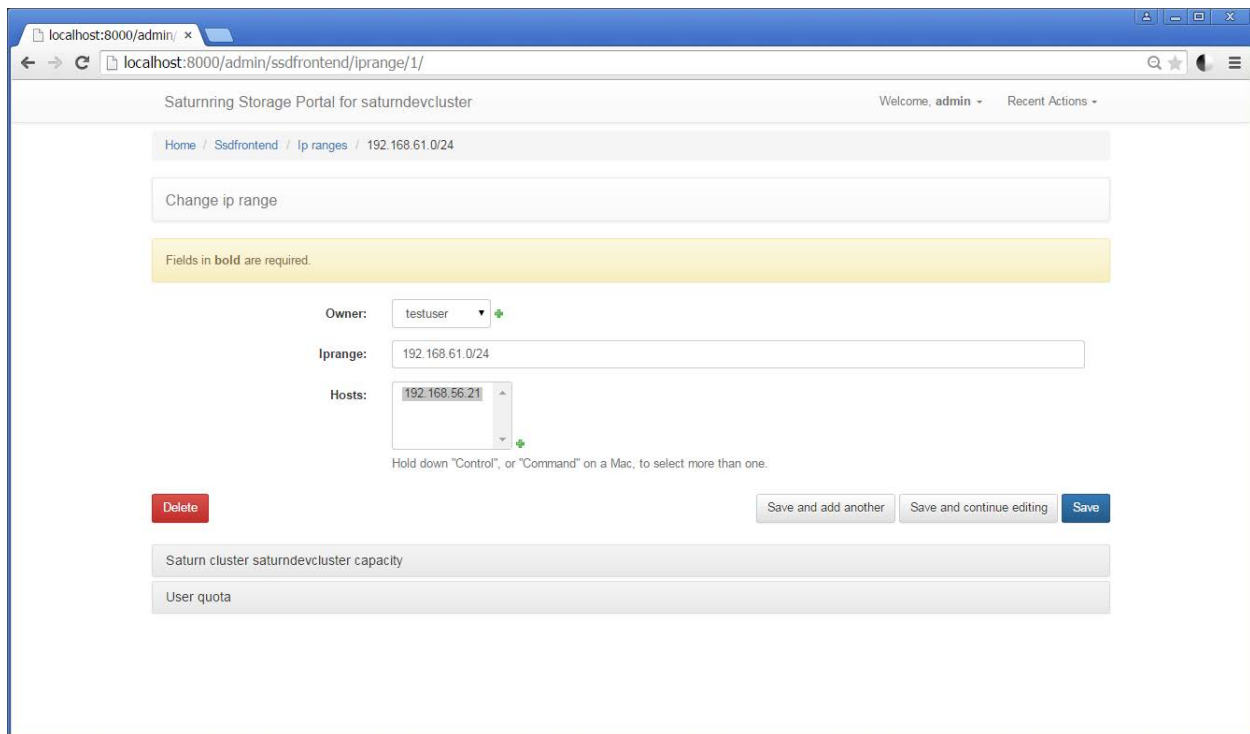 localhost:8000/admin/
localhost:8000/admin/ssdfrontend/iprange/1/
Saturnring Storage Portal for saturndevcluster
Welcome, admin
Recent Actions
Home / Ssdfrontend / Ip ranges / 192.168.61.0/24
Change ip range
Fields in bold are required.
Owner: testuser
Iprange: 192.168.61.0/24
Hosts: 192.168.56.21
Hold down "Control", or "Command" on a Mac, to select more than one.
Delete
Save and add another
Save and continue editing
Save
Saturn cluster saturndevcluster capacity
User quota